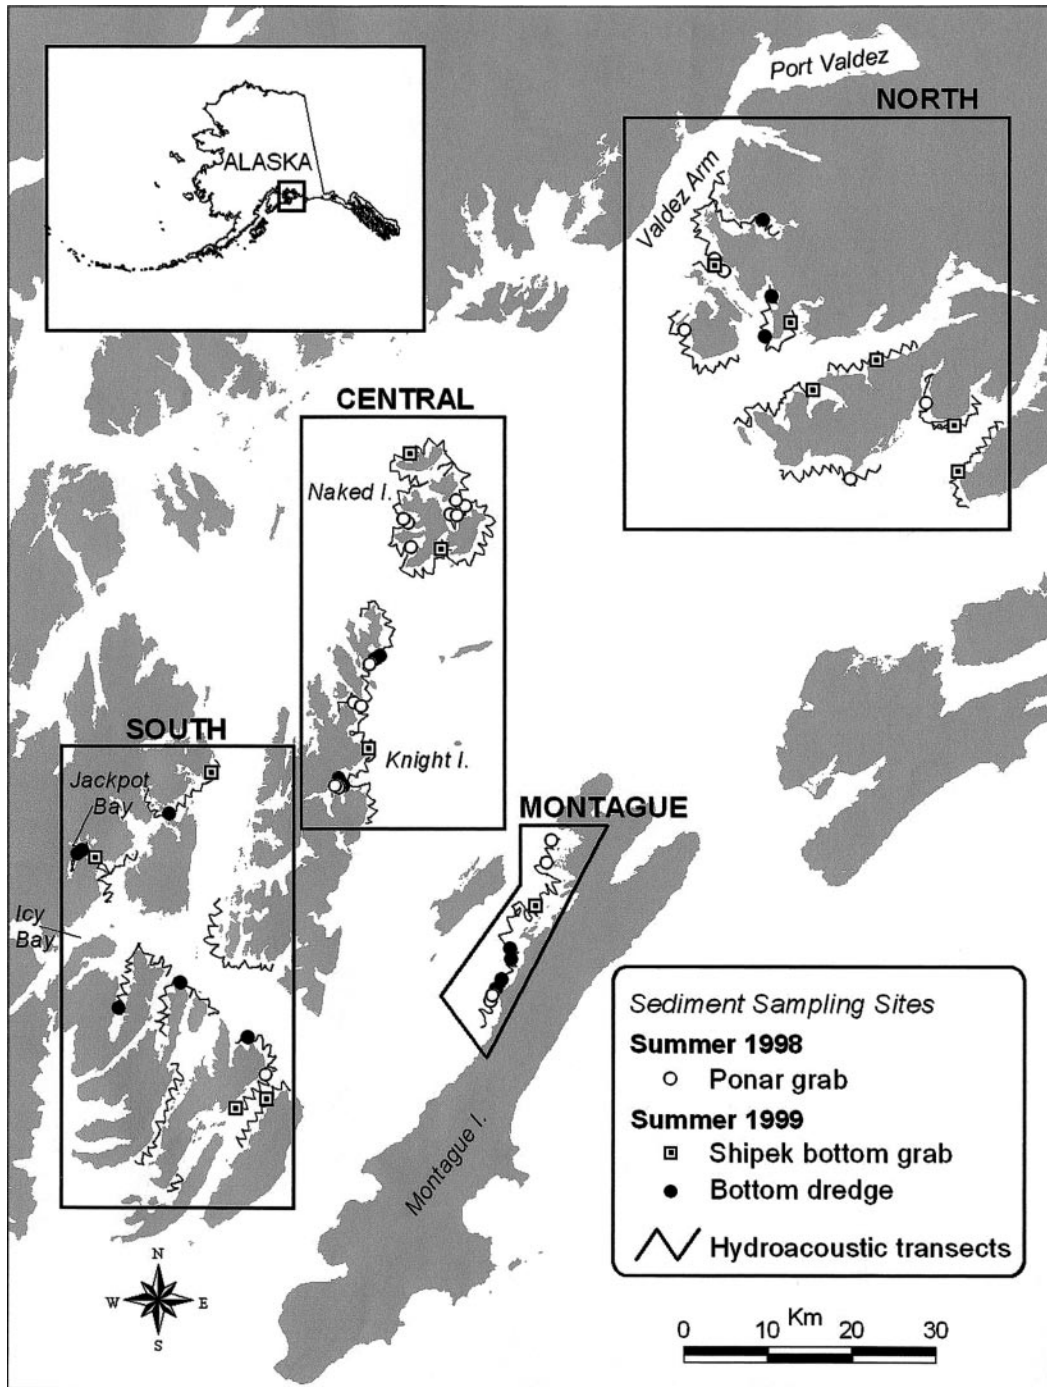 Port Valdez
NORTH
ALASKA
Valdez Arm
CENTRAL
Naked I.
SOUTH
Jackpot
Bay
Knight I.
MONTAGUE
Icy
Bay
Montague I.
Sediment Sampling Sites
Summer 1998
Ponar grab
Summer 1999
Shipek bottom grab
Bottom dredge
Hydroacoustic transects
N
W E
S
Km
0 10 20 30